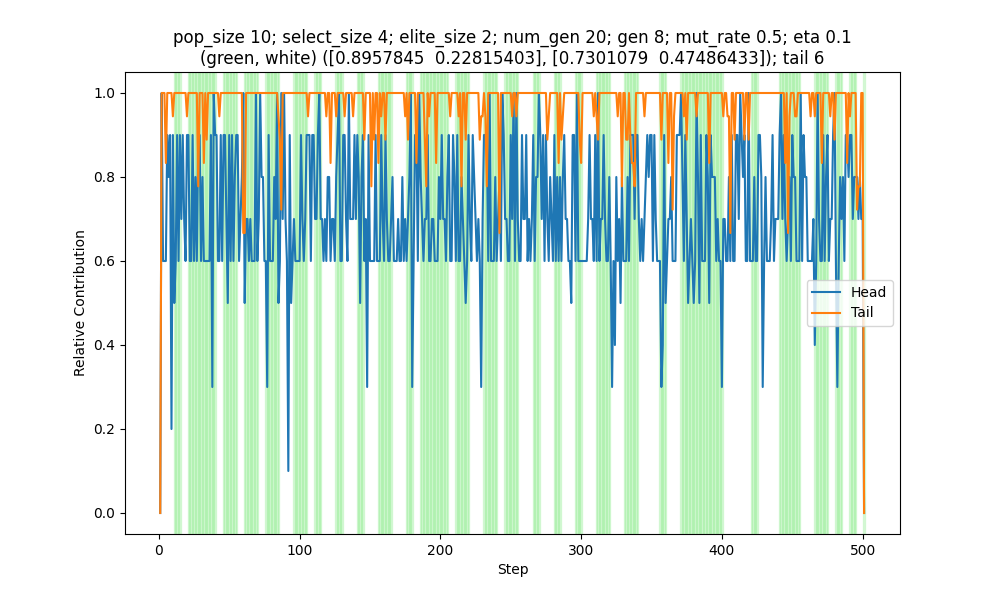 pop_size 10; select_size 4; elite_size 2; num_gen 20; gen 8; mut_rate 0.5; eta 0.1
(green, white) ([0.8957845  0.22815403], [0.7301079  0.47486433]); tail 6
1.0
0.8
0.6
0.4
0.2
0.0
Relative Contribution
Head
Tail
0 100 200 300 400 500
Step